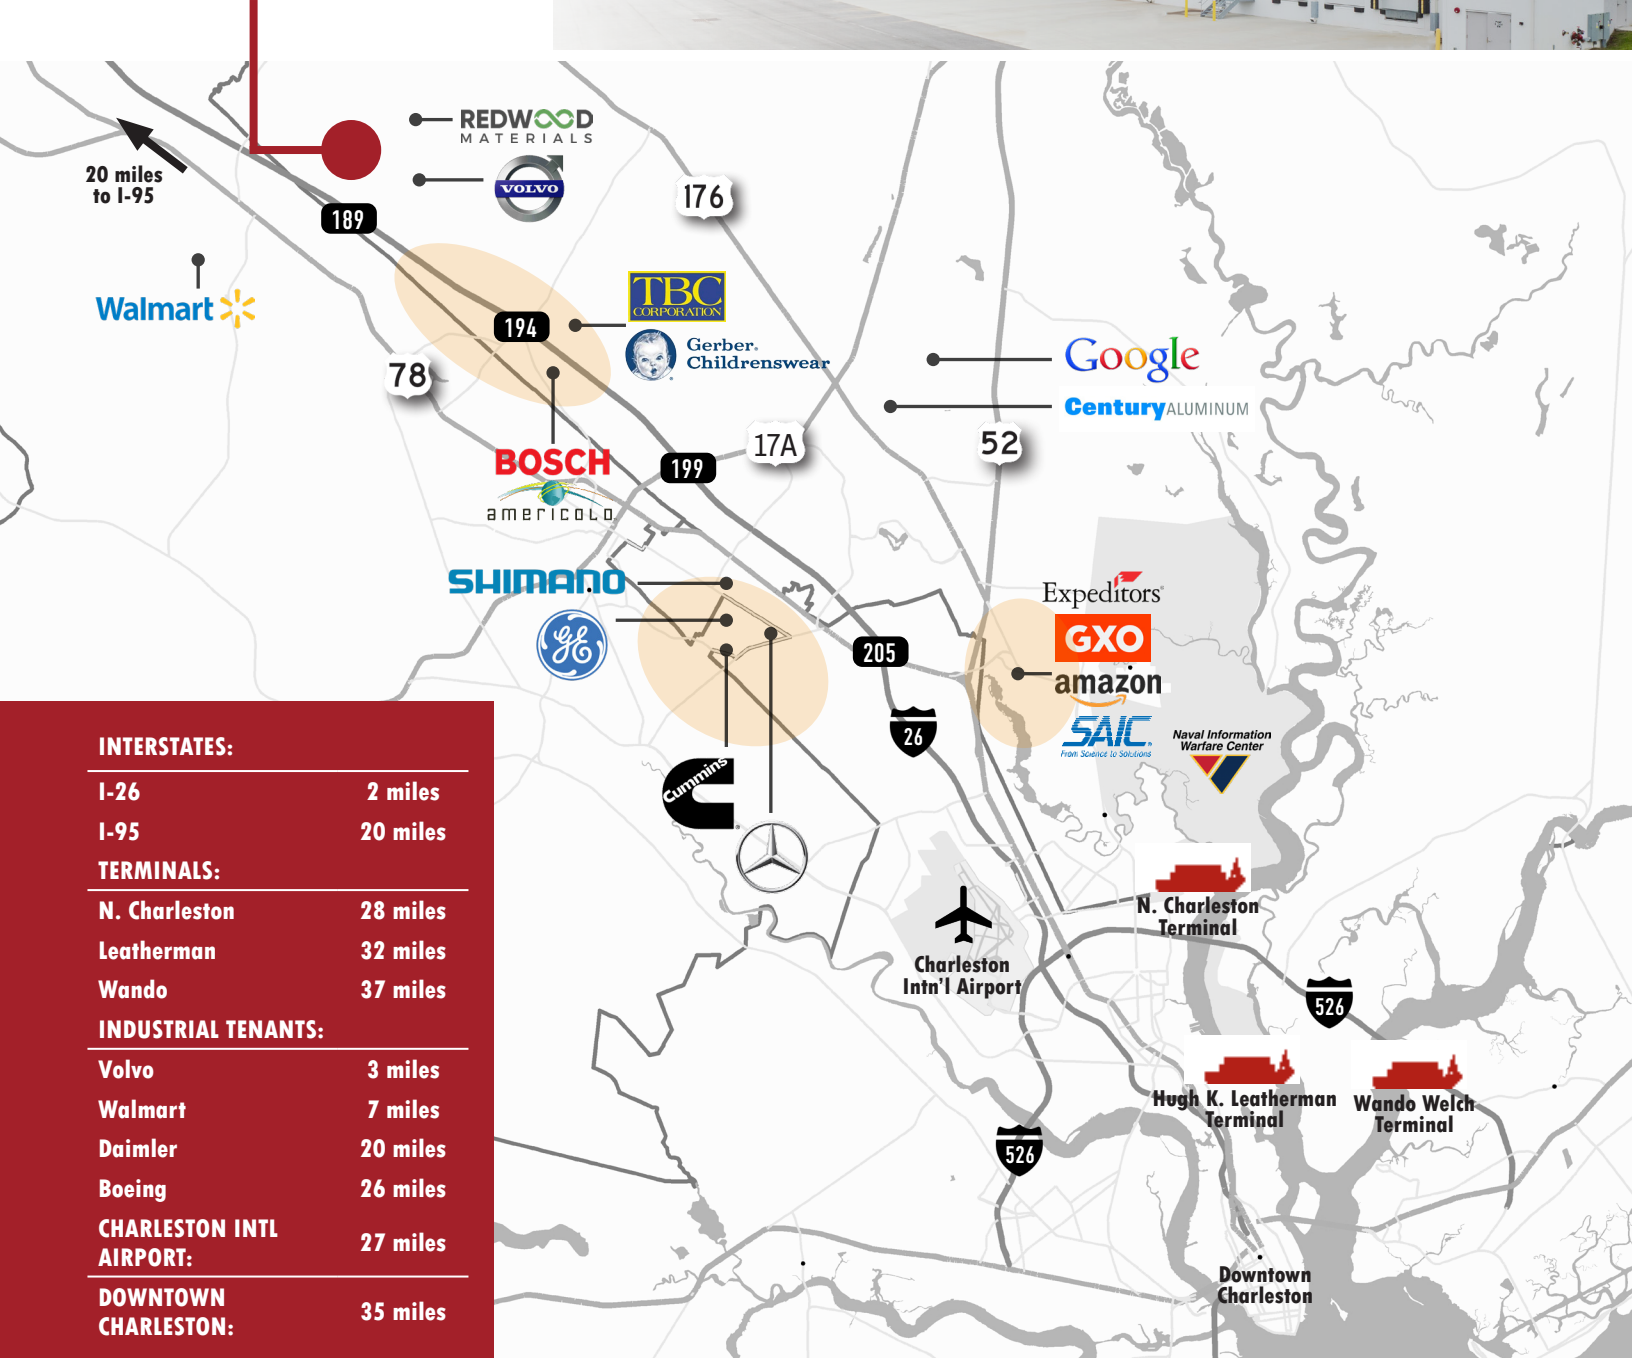 REDWOOD
MATERIALS
20 miles
to I-95
VOLVO
176
189
Walmart
TBC
CORPORATION
194
Gerber
Childrenswear
78
Google
CenturyALUMINUM
17A
52
BOSCH
199
americold
SHIMANO
Expeditors
GXO
GE
205
amazon
26
SAIC
From Science to Solutions
Naval Information
Warfare Center
Cummins
N. Charleston
Terminal
Charleston
Intn'l Airport
526
Hugh K. Leatherman
Terminal
Wando Welch
Terminal
526
Downtown
Charleston
INTERSTATES:
I-26 2 miles
I-95 20 miles
TERMINALS:
N. Charleston 28 miles
Leatherman 32 miles
Wando 37 miles
INDUSTRIAL TENANTS:
Volvo 3 miles
Walmart 7 miles
Daimler 20 miles
Boeing 26 miles
CHARLESTON INTL
AIRPORT: 27 miles
DOWNTOWN
CHARLESTON: 35 miles